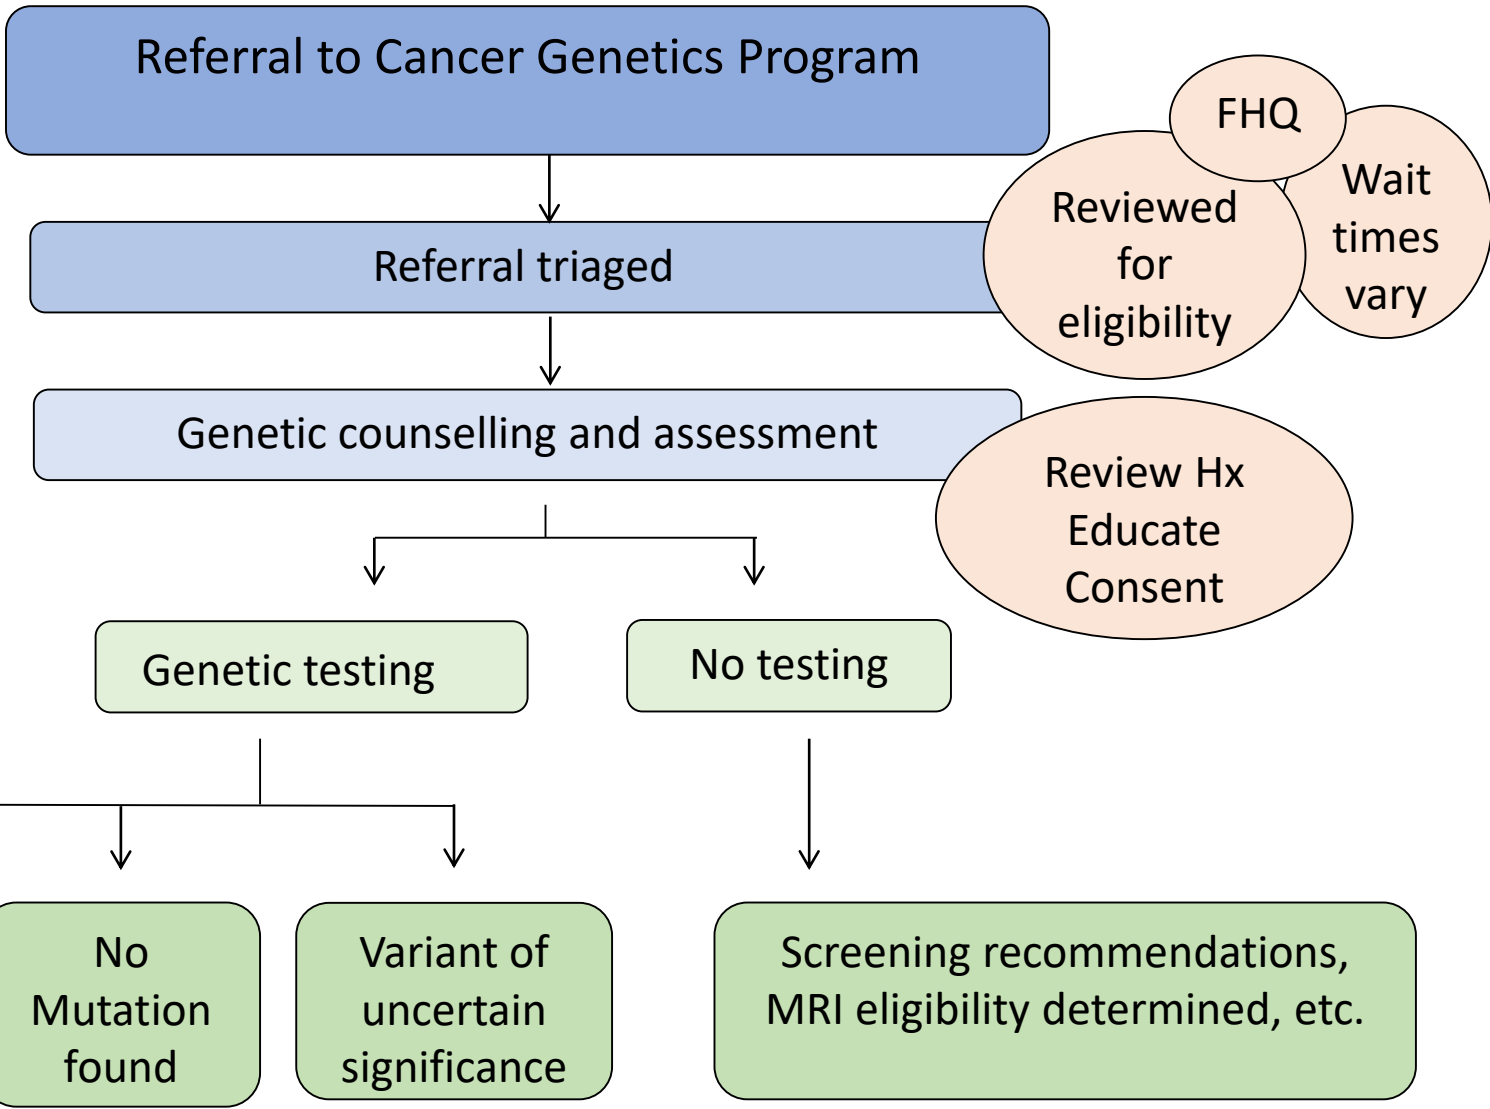 Referral to Cancer Genetics Program
FHQ
Wait
times
vary
Reviewed
for
eligibility
Referral triaged
Genetic counselling and assessment
Review Hx
Educate
Consent
Genetic testing
No testing
No
Mutation
found
Variant of
uncertain
significance
Screening recommendations,
MRI eligibility determined, etc.